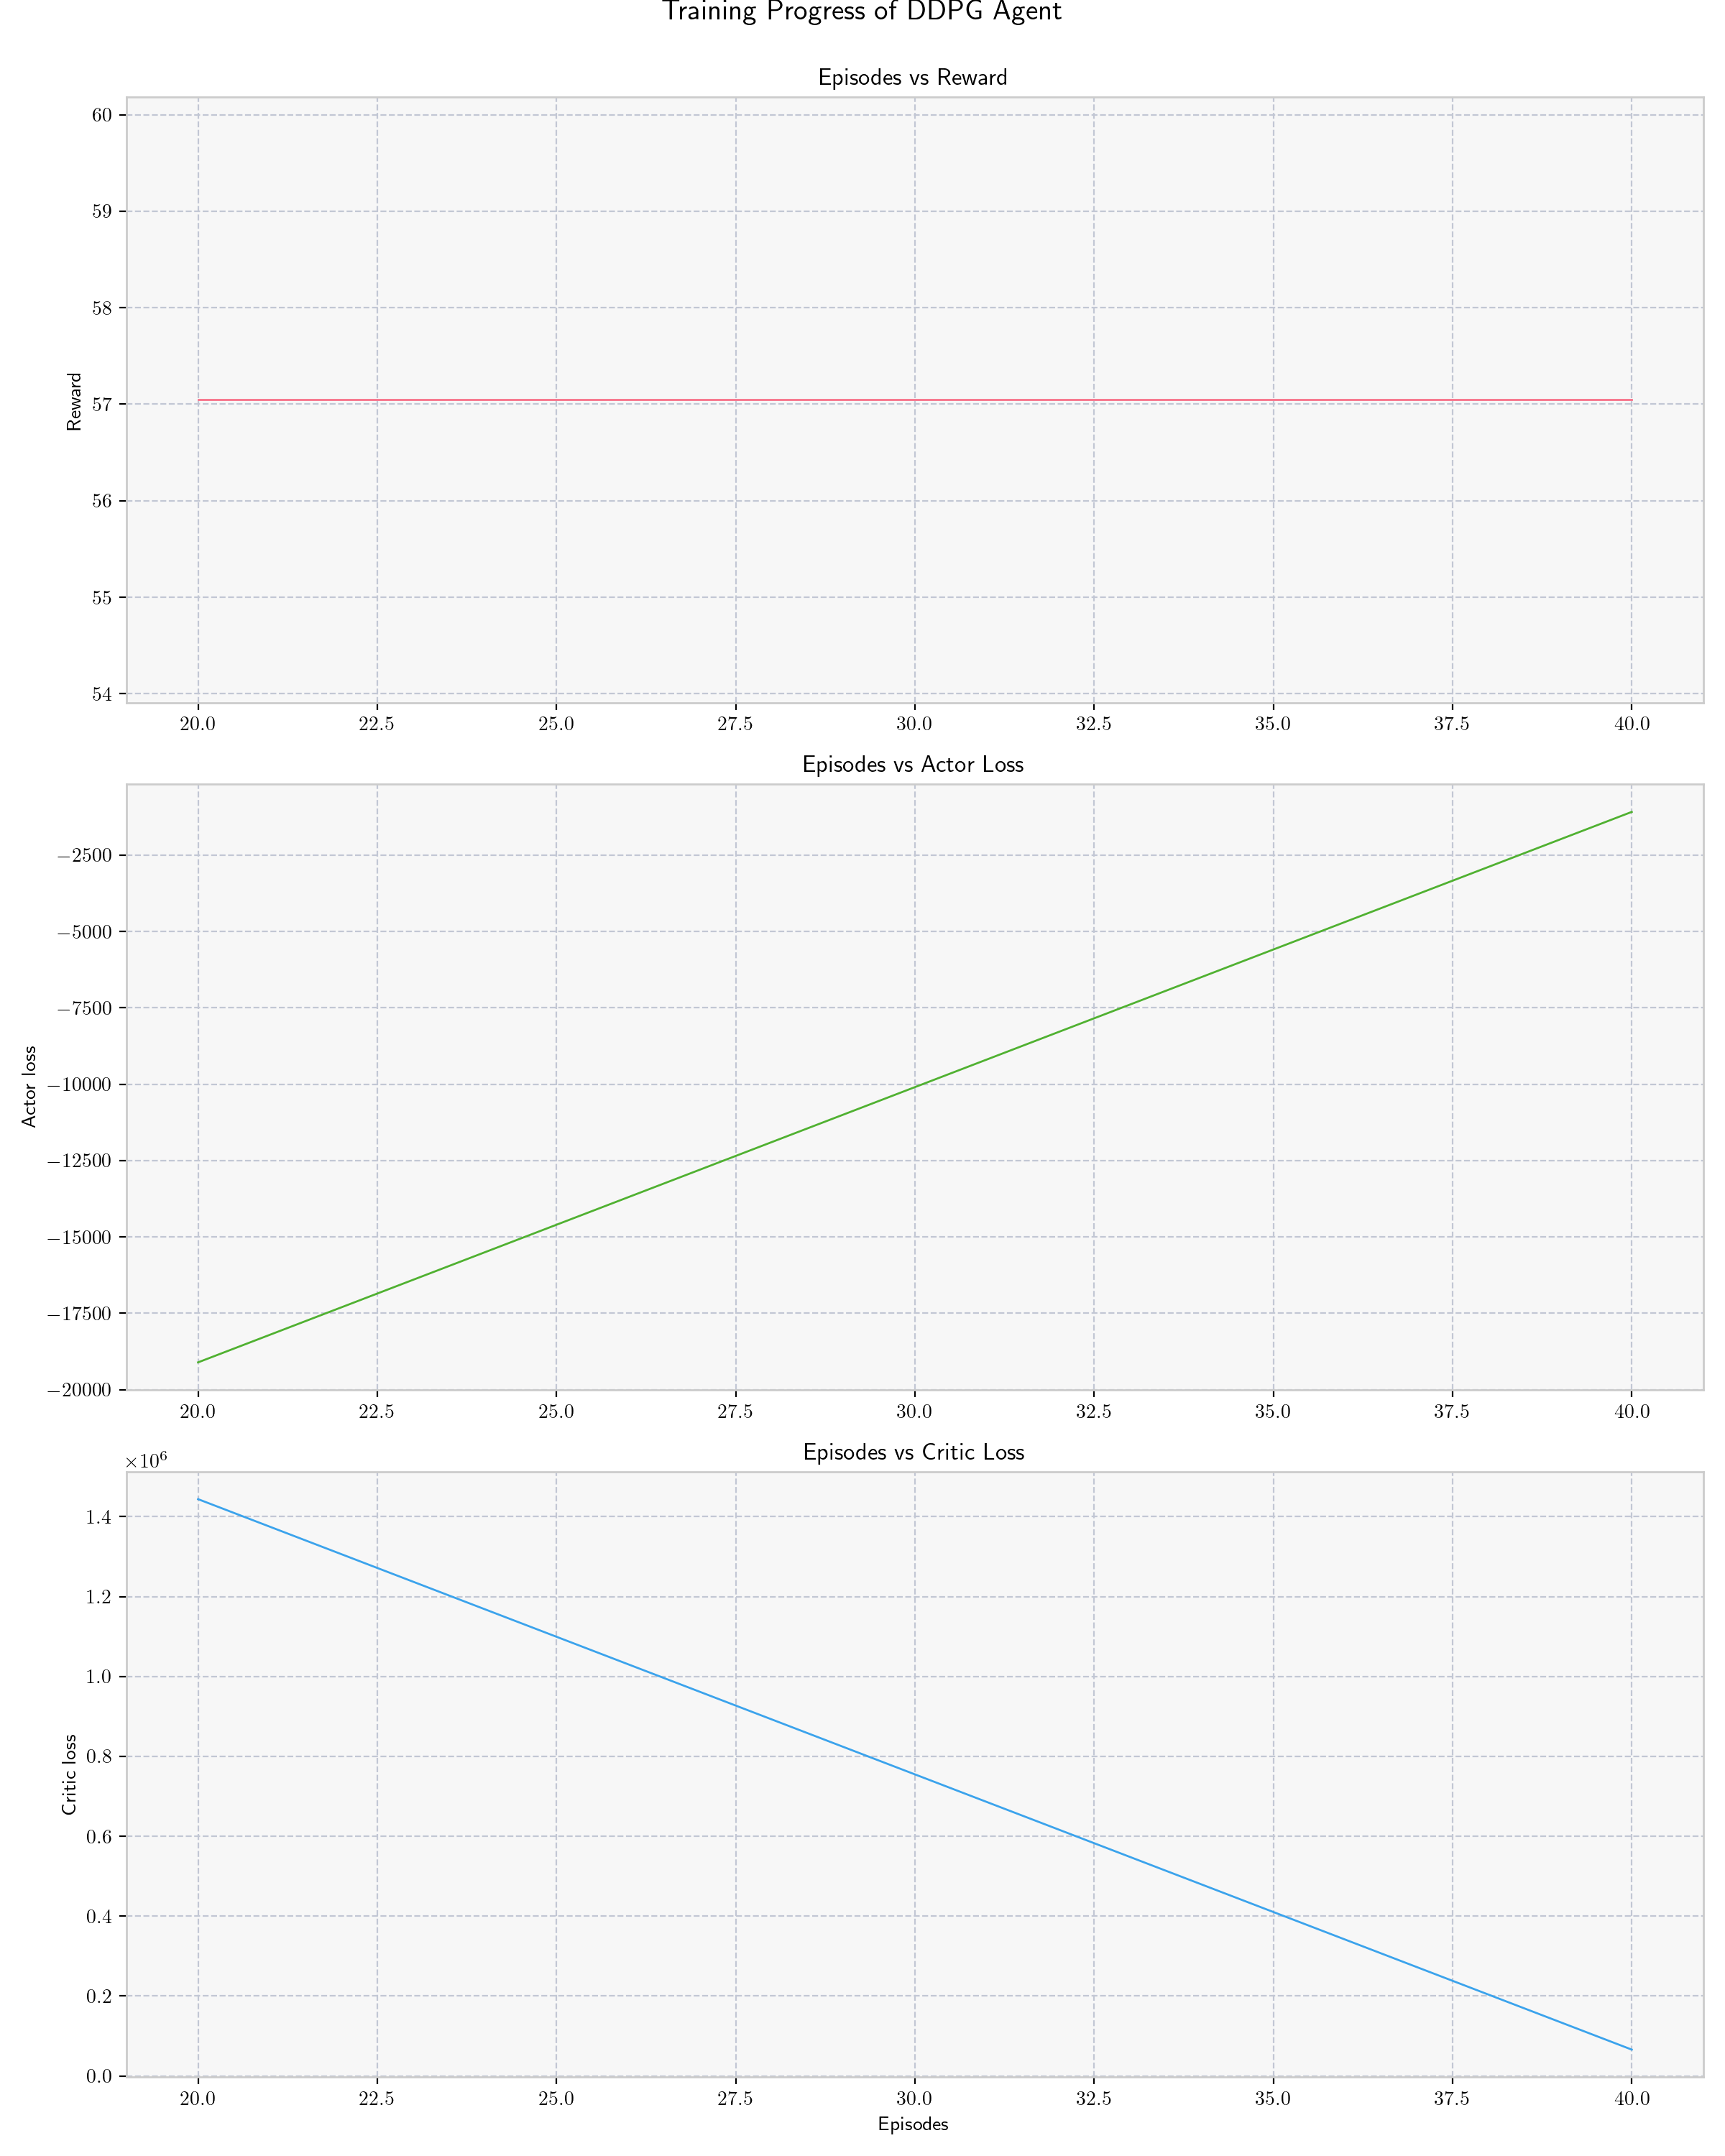 Training Progress of DDPG Agent
Episodes vs Reward
60
59
58
57
56
55
54
Reward
20.0 22.5 25.0 27.5 30.0 32.5 35.0 37.5 40.0
Episodes vs Actor Loss
−2500
−5000
−7500
−10000
−12500
−15000
−17500
−20000
Actor loss
20.0 22.5 25.0 27.5 30.0 32.5 35.0 37.5 40.0
Episodes vs Critic Loss
×10⁶
1.4
1.2
1.0
0.8
0.6
0.4
0.2
0.0
Critic loss
20.0 22.5 25.0 27.5 30.0 32.5 35.0 37.5 40.0
Episodes